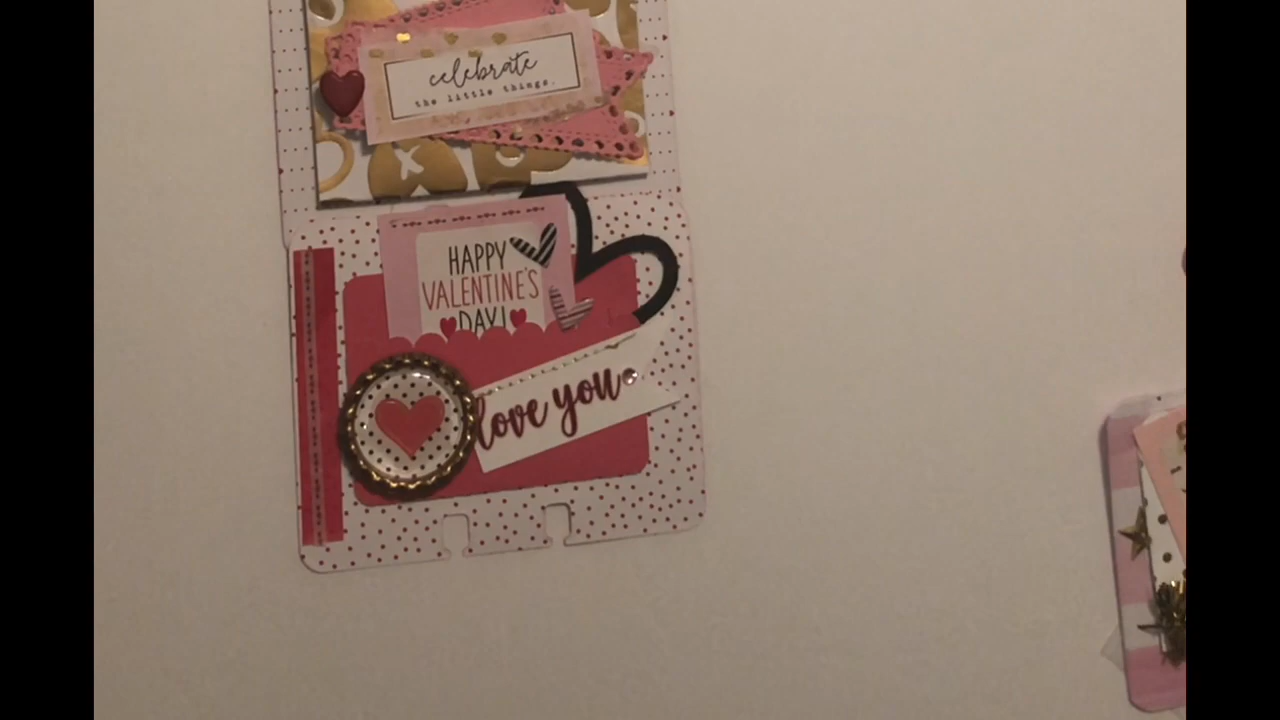 celebrate
the little things.
HAPPY
VALENTINE'S
DAY!
love you